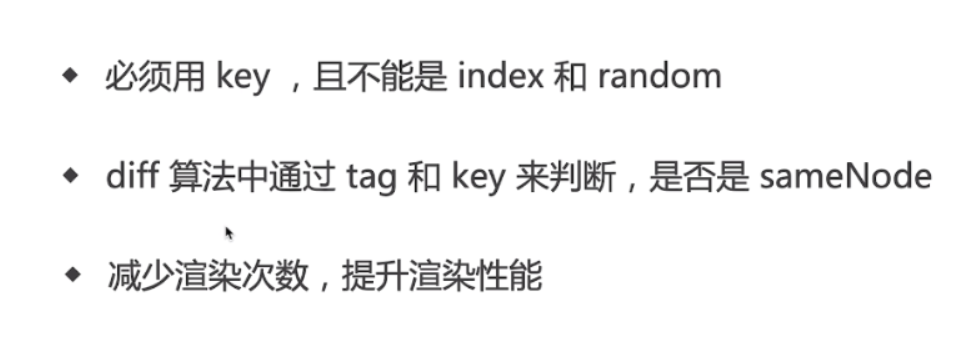 ◆ 必须用 key ，且不能是 index 和 random
◆ diff 算法中通过 tag 和 key 来判断，是否是 sameNode
◆ 减少渲染次数，提升渲染性能